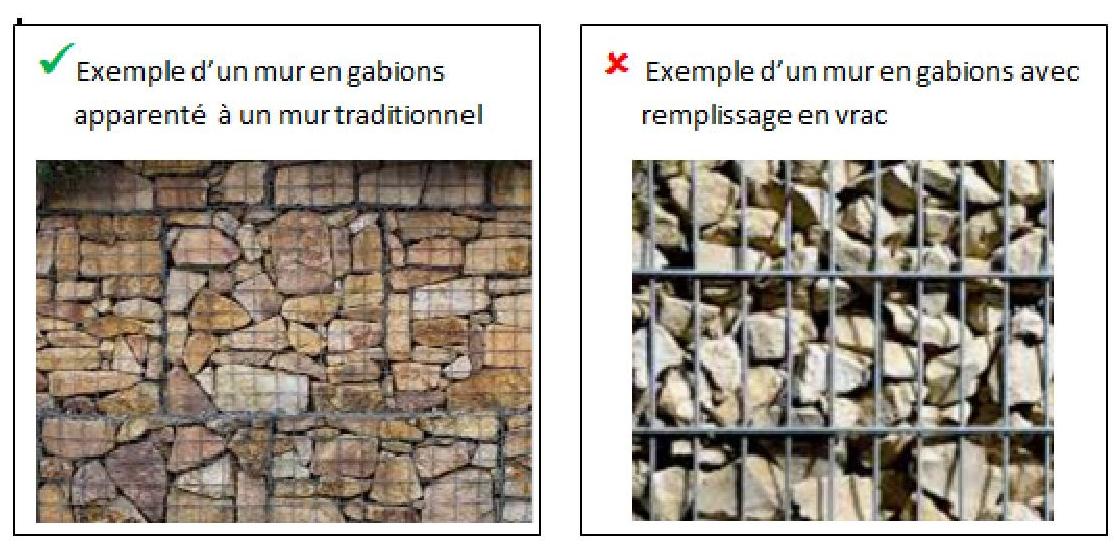 Exemple d'un mur en gabions
apparenté à un mur traditionnel
Exemple d'un mur en gabions avec
remplissage en vrac